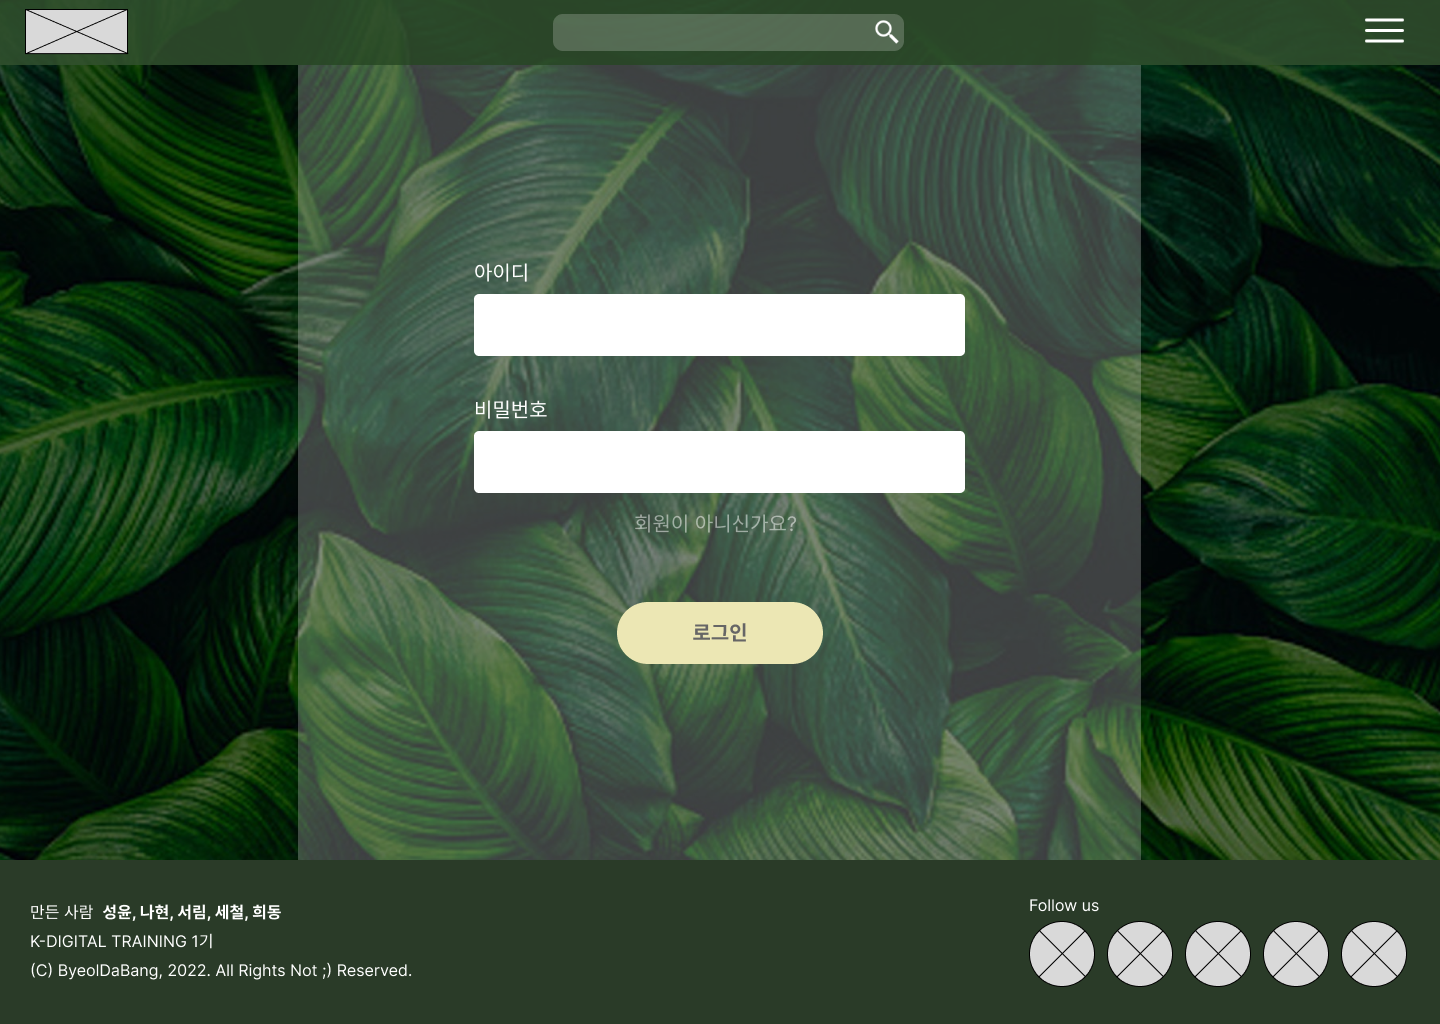 아이디
비밀번호
회원이 아니신가요?
로그인
만든 사람 성윤, 나현, 서림, 세철, 희동
K-DIGITAL TRAINING 1기
(C) ByeolDaBang, 2022. All Rights Not ;) Reserved.
Follow us